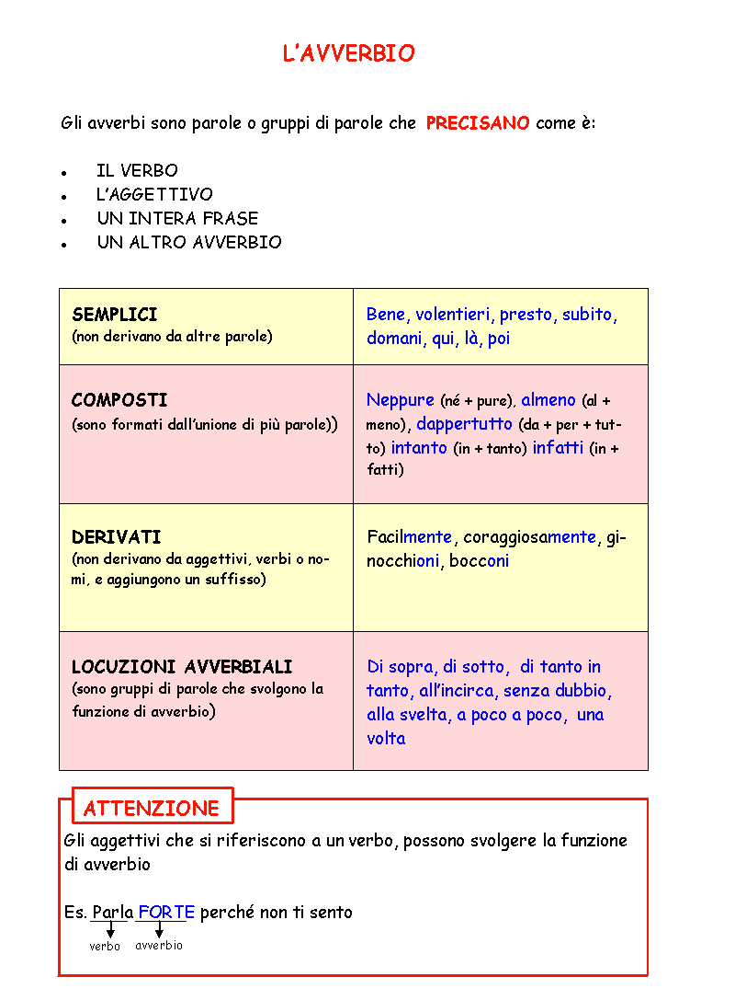 L'AVVERBIO
Gli avverbi sono parole o gruppi di parole che PRECISANO come è:
• IL VERBO
• L'AGGETTIVO
• UN INTERA FRASE
• UN ALTRO AVVERBIO
SEMPLICI
(non derivano da altre parole)
Bene, volentieri, presto, subito,
domani, qui, là, poi
COMPOSTI
(sono formati dall'unione di più parole))
Neppure (né + pure), almeno (al +
meno), dappertutto (da + per + tut-
to) intanto (in + tanto) infatti (in +
fatti)
DERIVATI
(non derivano da aggettivi, verbi o no-
mi, e aggiungono un suffisso)
Facilmente, coraggiosamente, gi-
nocchioni, bocconi
LOCUZIONI AVVERBIALI
(sono gruppi di parole che svolgono la
funzione di avverbio)
Di sopra, di sotto, di tanto in
tanto, all'incirca, senza dubbio,
alla svelta, a poco a poco, una
volta
ATTENZIONE
Gli aggettivi che si riferiscono a un verbo, possono svolgere la funzione
di avverbio
Es. Parla FORTE perché non ti sento
verbo avverbio